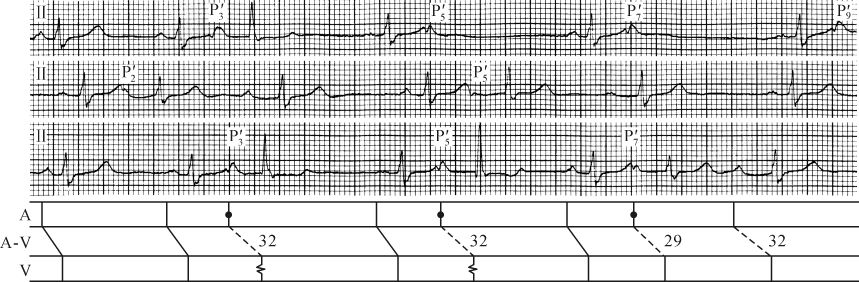 II P′3 P′5 P′7 P′9
II P′2 P′5
II P′3 P′5 P′7
A
A-V 32 32 29 32
V